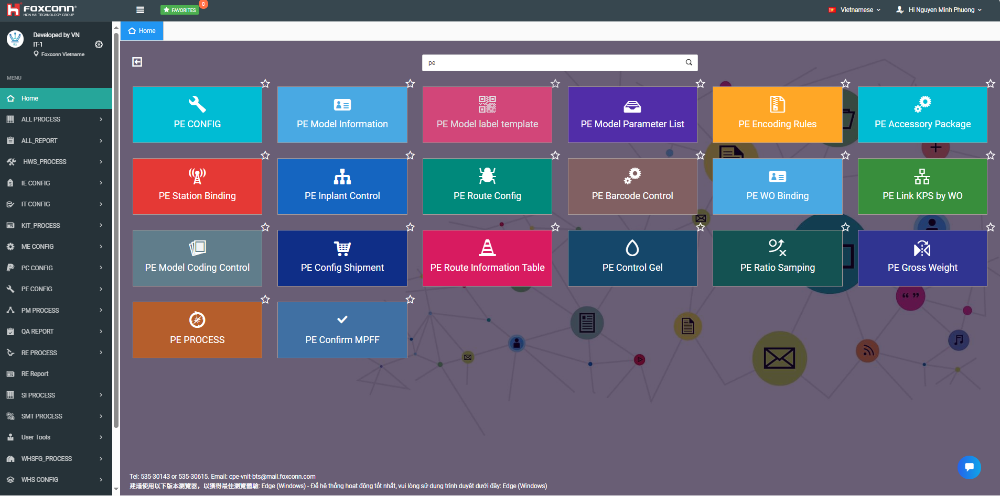 FOXCONN®
HON HAI TECHNOLOGY GROUP
FAVORITES
0
Vietnamese
Hi Nguyen Minh Phuong
Developed by VN
IT-1
Foxconn Vietname
Home
MENU
pe
Home
ALL PROCESS
ALL_REPORT
HWS_PROCESS
IE CONFIG
IT CONFIG
KIT_PROCESS
ME CONFIG
PC CONFIG
PE CONFIG
PM PROCESS
QA REPORT
RE PROCESS
RE Report
SI PROCESS
SMT PROCESS
User Tools
WHSFG_PROCESS
WHS CONFIG
PE CONFIG
PE Model Information
PE Model label template
PE Model Parameter List
PE Encoding Rules
PE Accessory Package
PE Station Binding
PE Inplant Control
PE Route Config
PE Barcode Control
PE WO Binding
PE Link KPS by WO
PE Model Coding Control
PE Config Shipment
PE Route Information Table
PE Control Gel
PE Ratio Samping
PE Gross Weight
PE PROCESS
PE Confirm MPFF
Tel: 535-30143 or 535-30615. Email: cpe-vnit-bts@mail.foxconn.com
建議使用以下版本瀏覽器，以獲得最佳瀏覽體驗: Edge (Windows) - Để hệ thống hoạt động tốt nhất, vui lòng sử dụng trình duyệt dưới đây: Edge (Windows)